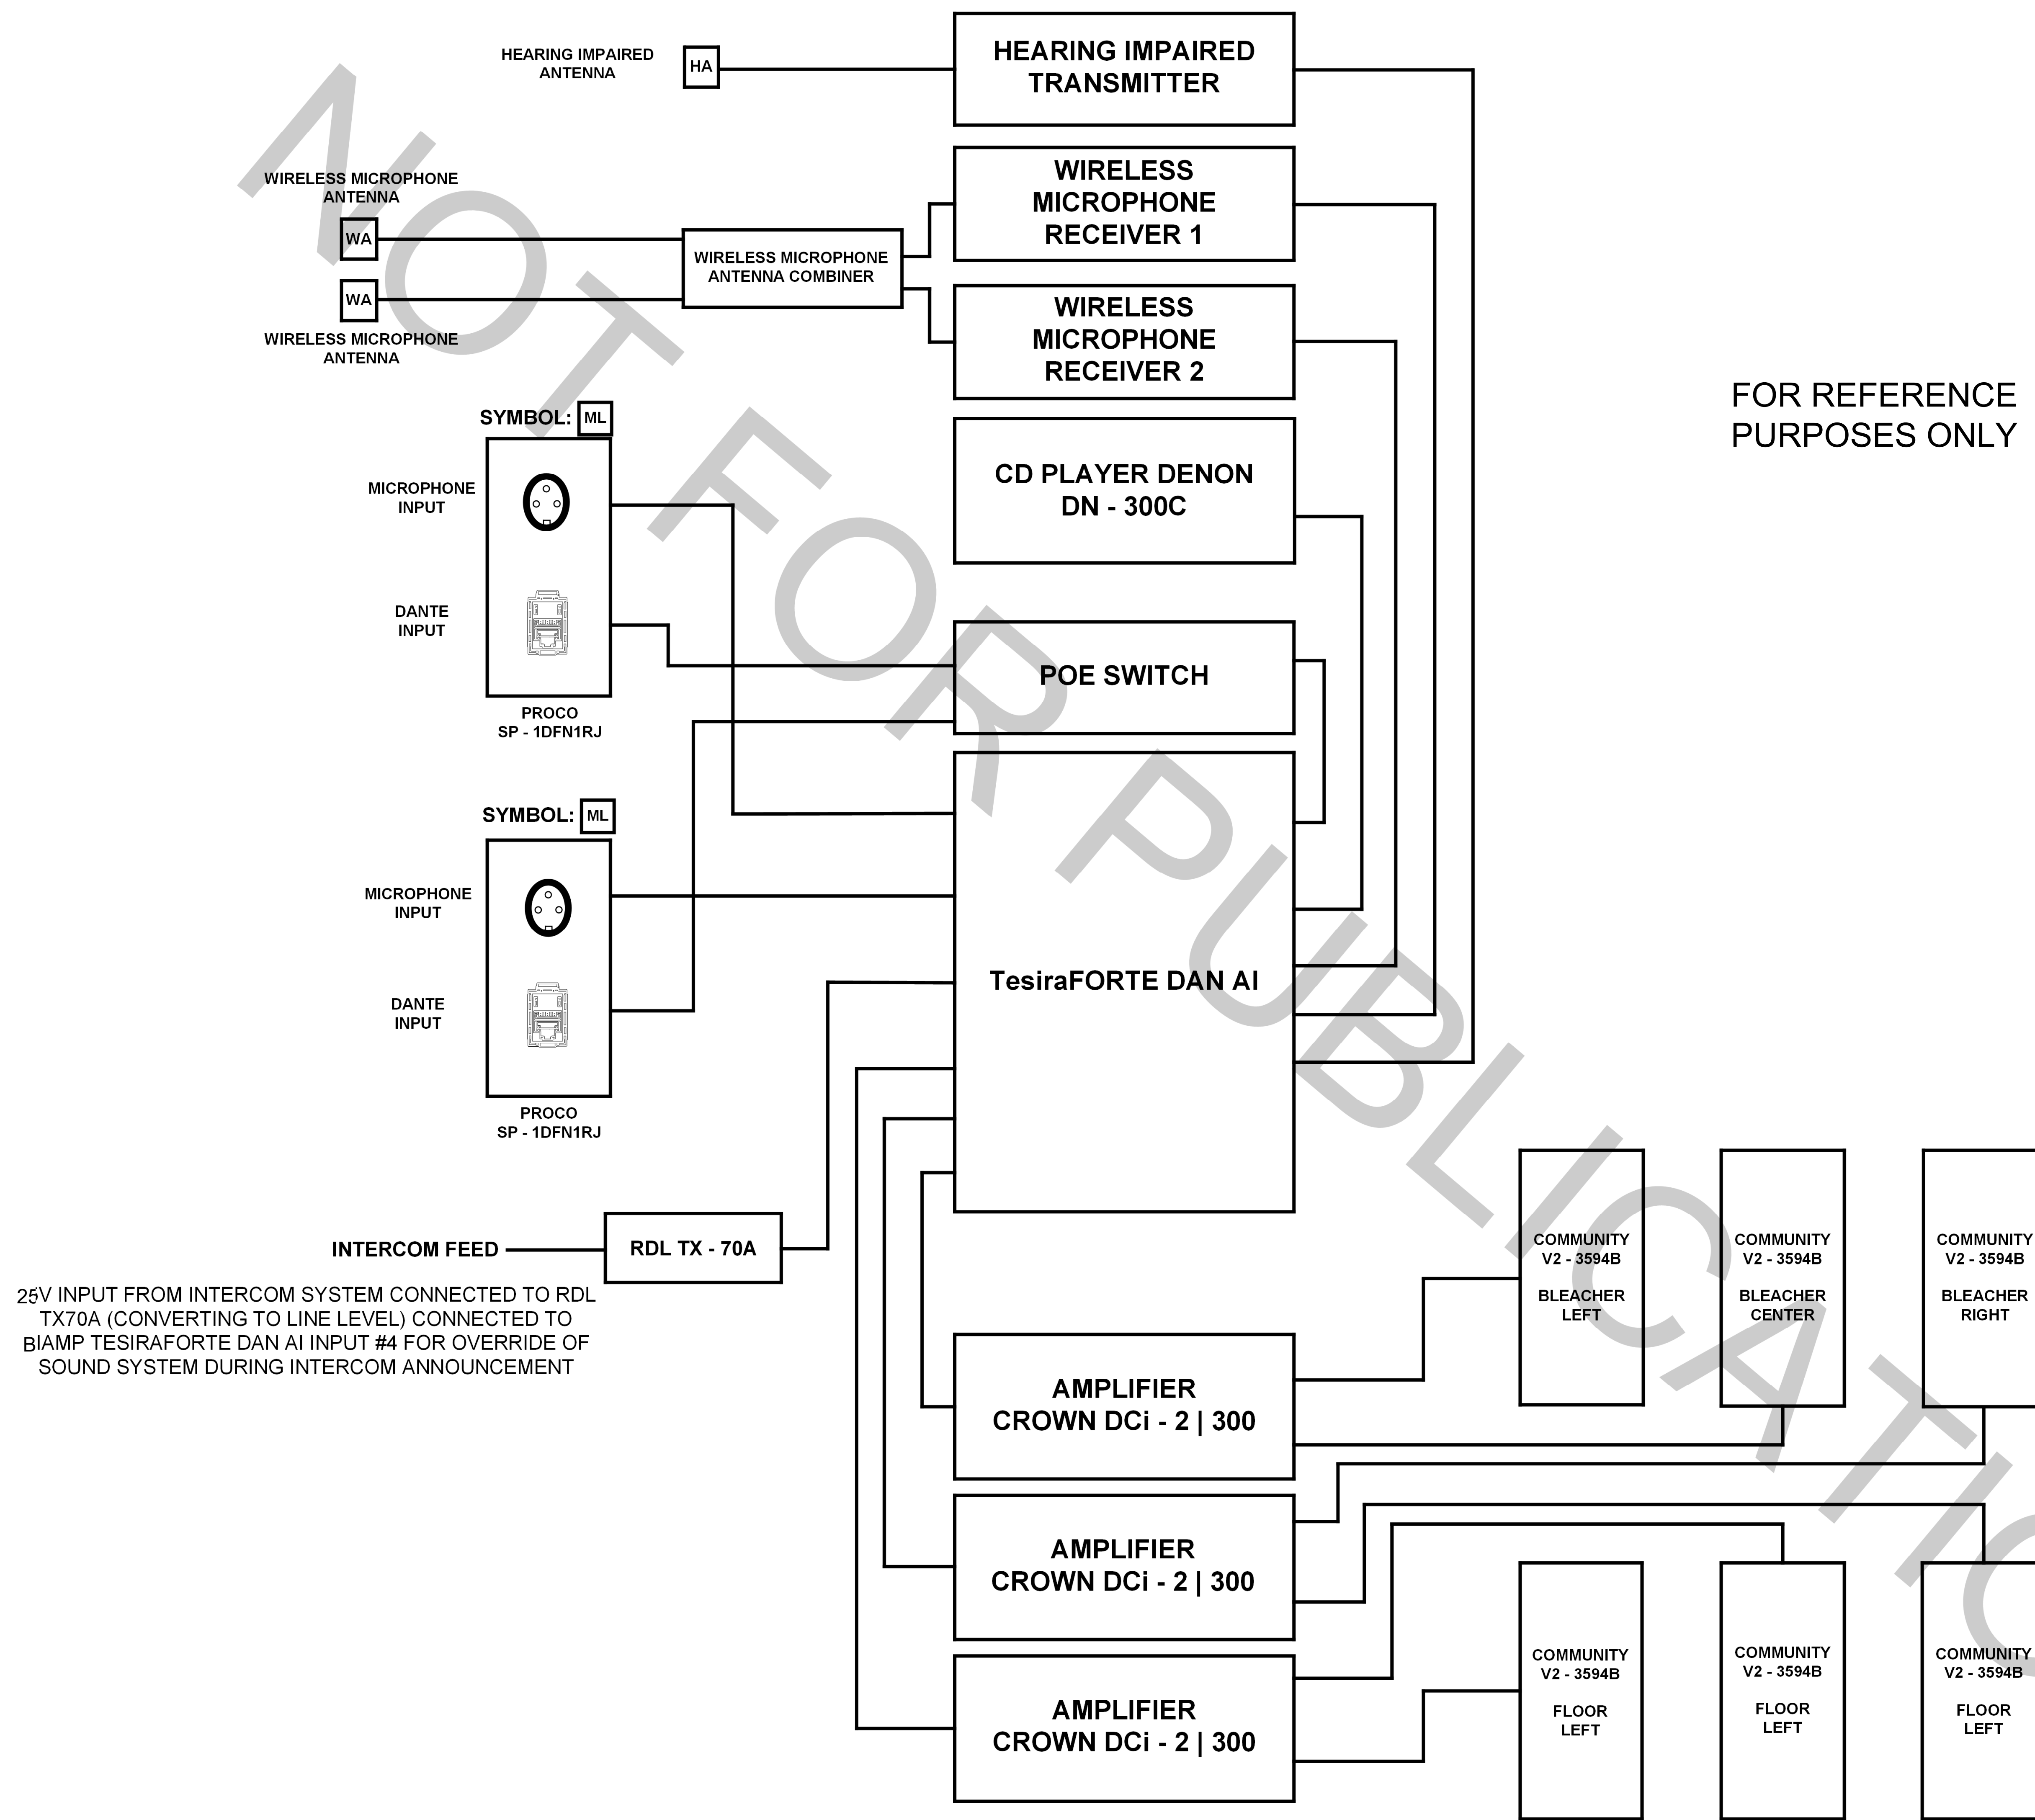 HEARING IMPAIRED
ANTENNA
HA
HEARING IMPAIRED
TRANSMITTER
WIRELESS MICROPHONE
ANTENNA
WA
WA
WIRELESS MICROPHONE
ANTENNA
WIRELESS MICROPHONE
ANTENNA COMBINER
WIRELESS
MICROPHONE
RECEIVER 1
WIRELESS
MICROPHONE
RECEIVER 2
FOR REFERENCE
PURPOSES ONLY
SYMBOL: ML
MICROPHONE
INPUT
DANTE
INPUT
PROCO
SP - 1DFN1RJ
CD PLAYER DENON
DN - 300C
POE SWITCH
SYMBOL: ML
MICROPHONE
INPUT
DANTE
INPUT
PROCO
SP - 1DFN1RJ
TesiraFORTE DAN AI
INTERCOM FEED
RDL TX - 70A
25V INPUT FROM INTERCOM SYSTEM CONNECTED TO RDL
TX70A (CONVERTING TO LINE LEVEL) CONNECTED TO
BIAMP TESIRAFORTE DAN AI INPUT #4 FOR OVERRIDE OF
SOUND SYSTEM DURING INTERCOM ANNOUNCEMENT
COMMUNITY
V2 - 3594B
BLEACHER
LEFT
COMMUNITY
V2 - 3594B
BLEACHER
CENTER
COMMUNITY
V2 - 3594B
BLEACHER
RIGHT
AMPLIFIER
CROWN DCi - 2 | 300
AMPLIFIER
CROWN DCi - 2 | 300
AMPLIFIER
CROWN DCi - 2 | 300
COMMUNITY
V2 - 3594B
FLOOR
LEFT
COMMUNITY
V2 - 3594B
FLOOR
LEFT
COMMUNITY
V2 - 3594B
FLOOR
LEFT
NOT FOR PUBLICATIO